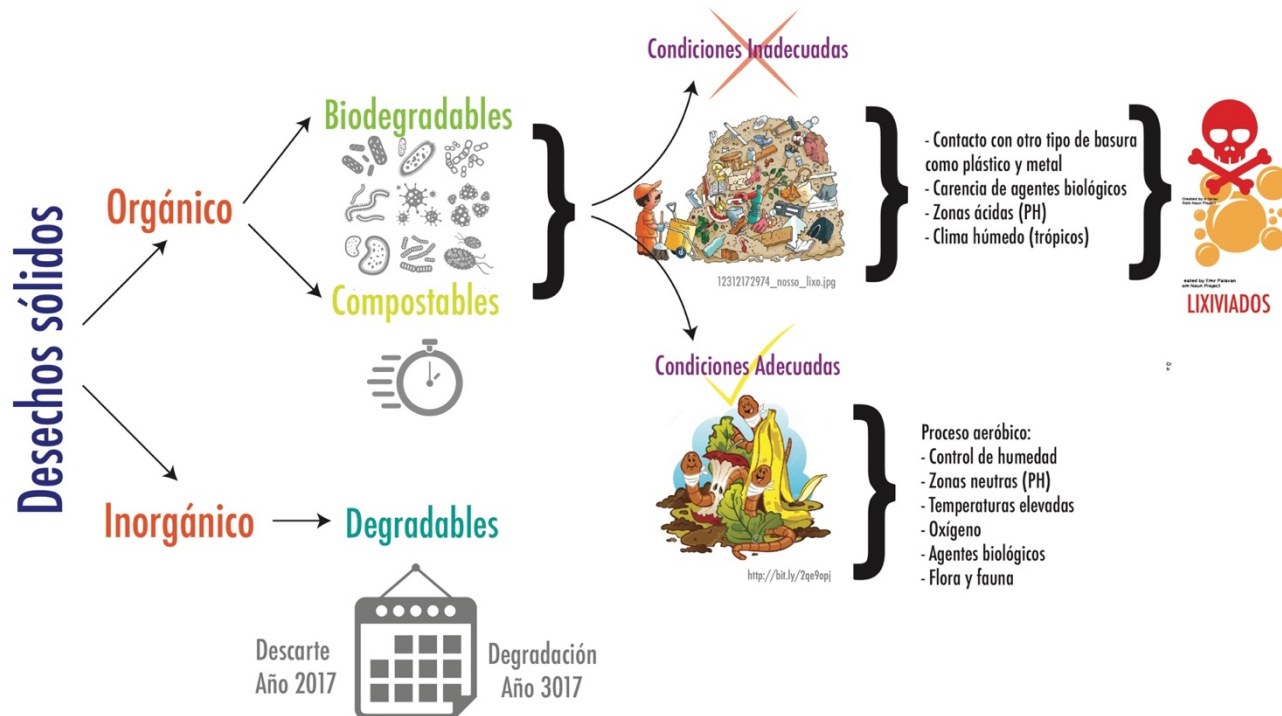 Desechos sólidos
Orgánico
Inorgánico
Biodegradables
Compostables
Degradables
Descarte
Año 2017
Degradación
Año 3017
Condiciones Inadecuadas
12312172974_nosso_lixo.jpg
- Contacto con otro tipo de basura
como plástico y metal
- Carencia de agentes biológicos
- Zonas ácidas (PH)
- Clima húmedo (trópicos)
LIXIVIADOS
Condiciones Adecuadas
http://bit.ly/2qe9opj
Proceso aeróbico:
- Control de humedad
- Zonas neutras (PH)
- Temperaturas elevadas
- Oxígeno
- Agentes biológicos
- Flora y fauna